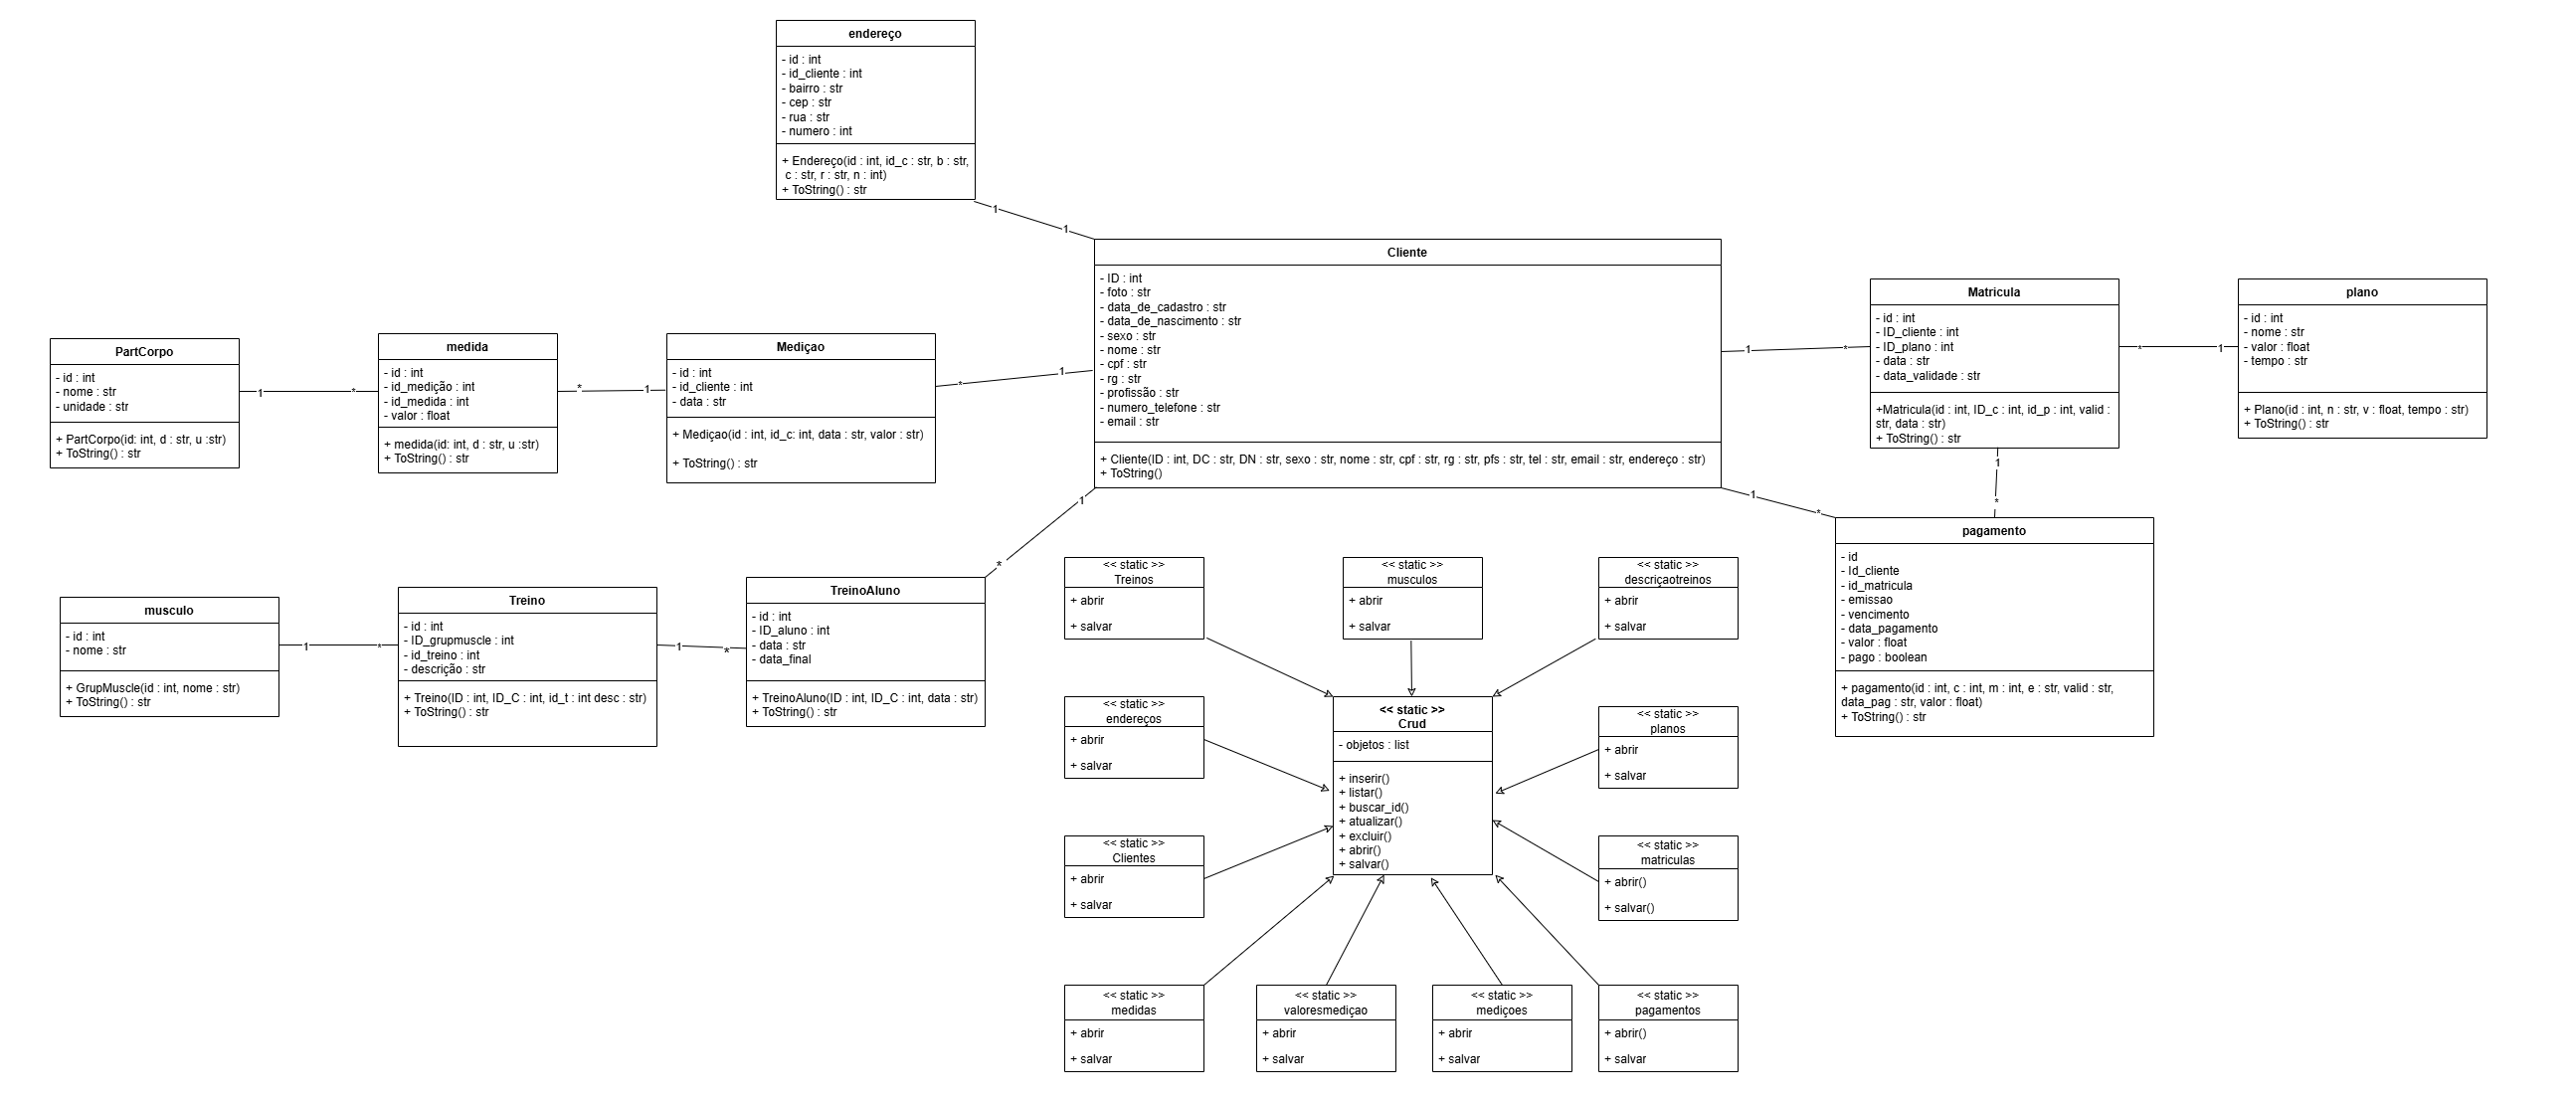 endereço
- id : int
- id_cliente : int
- bairro : str
- cep : str
- rua : str
- numero : int
+ Endereço(id : int, id_c : str, b : str,
c : str, r : str, n : int)
+ ToString() : str
1
1
Cliente
- ID : int
- foto : str
- data_de_cadastro : str
- data_de_nascimento : str
- sexo : str
- nome : str
- cpf : str
- rg : str
- profissão : str
- numero_telefone : str
- email : str
+ Cliente(ID : int, DC : str, DN : str, sexo : str, nome : str, cpf : str, rg : str, pfs : str, tel : str, email : str, endereço : str)
+ ToString()
1
*
Matricula
- id : int
- ID_cliente : int
- ID_plano : int
- data : str
- data_validade : str
+Matricula(id : int, ID_c : int, id_p : int, valid :
str, data : str)
+ ToString() : str
*
1
plano
- id : int
- nome : str
- valor : float
- tempo : str
+ Plano(id : int, n : str, v : float, tempo : str)
+ ToString() : str
PartCorpo
- id : int
- nome : str
- unidade : str
+ PartCorpo(id: int, d : str, u :str)
+ ToString() : str
1
*
medida
- id : int
- id_medição : int
- id_medida : int
- valor : float
+ medida(id: int, d : str, u :str)
+ ToString() : str
*
1
Mediçao
- id : int
- id_cliente : int
- data : str
+ Mediçao(id : int, id_c: int, data : str, valor : str)
+ ToString() : str
*
1
1
*
1
*
1
*
pagamento
- id
- Id_cliente
- id_matricula
- emissao
- vencimento
- data_pagamento
- valor : float
- pago : boolean
+ pagamento(id : int, c : int, m : int, e : str, valid : str,
data_pag : str, valor : float)
+ ToString() : str
musculo
- id : int
- nome : str
+ GrupMuscle(id : int, nome : str)
+ ToString() : str
1
*
Treino
- id : int
- ID_grupmuscle : int
- id_treino : int
- descrição : str
+ Treino(ID : int, ID_C : int, id_t : int desc : str)
+ ToString() : str
1
*
TreinoAluno
- id : int
- ID_aluno : int
- data : str
- data_final
+ TreinoAluno(ID : int, ID_C : int, data : str)
+ ToString() : str
<< static >>
Treinos
+ abrir
+ salvar
<< static >>
musculos
+ abrir
+ salvar
<< static >>
descriçaotreinos
+ abrir
+ salvar
<< static >>
endereços
+ abrir
+ salvar
<< static >>
Crud
- objetos : list
+ inserir()
+ listar()
+ buscar_id()
+ atualizar()
+ excluir()
+ abrir()
+ salvar()
<< static >>
planos
+ abrir
+ salvar
<< static >>
Clientes
+ abrir
+ salvar
<< static >>
matriculas
+ abrir()
+ salvar()
<< static >>
medidas
+ abrir
+ salvar
<< static >>
valoresmediçao
+ abrir
+ salvar
<< static >>
mediçoes
+ abrir
+ salvar
<< static >>
pagamentos
+ abrir()
+ salvar